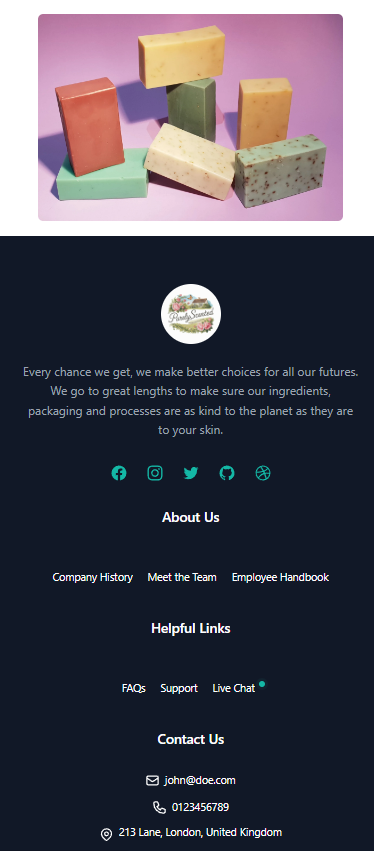 PurelyScented
Every chance we get, we make better choices for all our futures.
We go to great lengths to make sure our ingredients,
packaging and processes are as kind to the planet as they are
to your skin.
About Us
Company History Meet the Team Employee Handbook
Helpful Links
FAQs Support Live Chat
Contact Us
john@doe.com
0123456789
213 Lane, London, United Kingdom